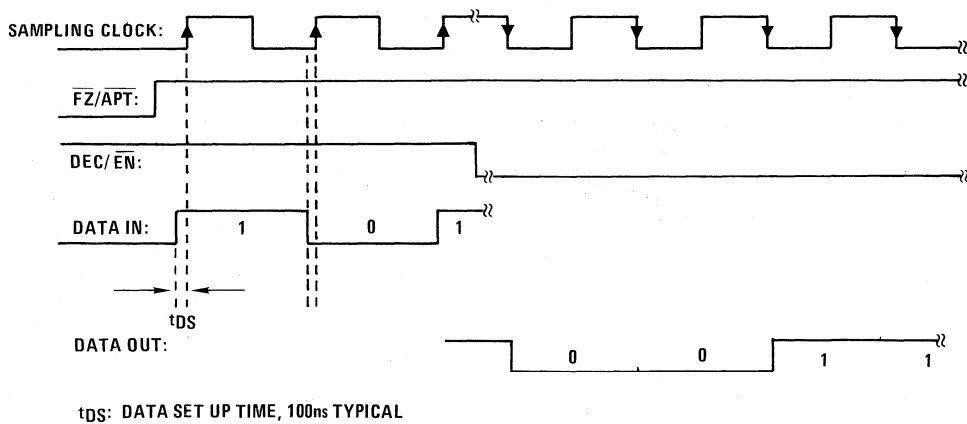 SAMPLING CLOCK:
FZ/APT:
DEC/EN:
DATA IN: 1 0 1
tDS
DATA OUT: 0 0 1 1
tDS: DATA SET UP TIME, 100ns TYPICAL